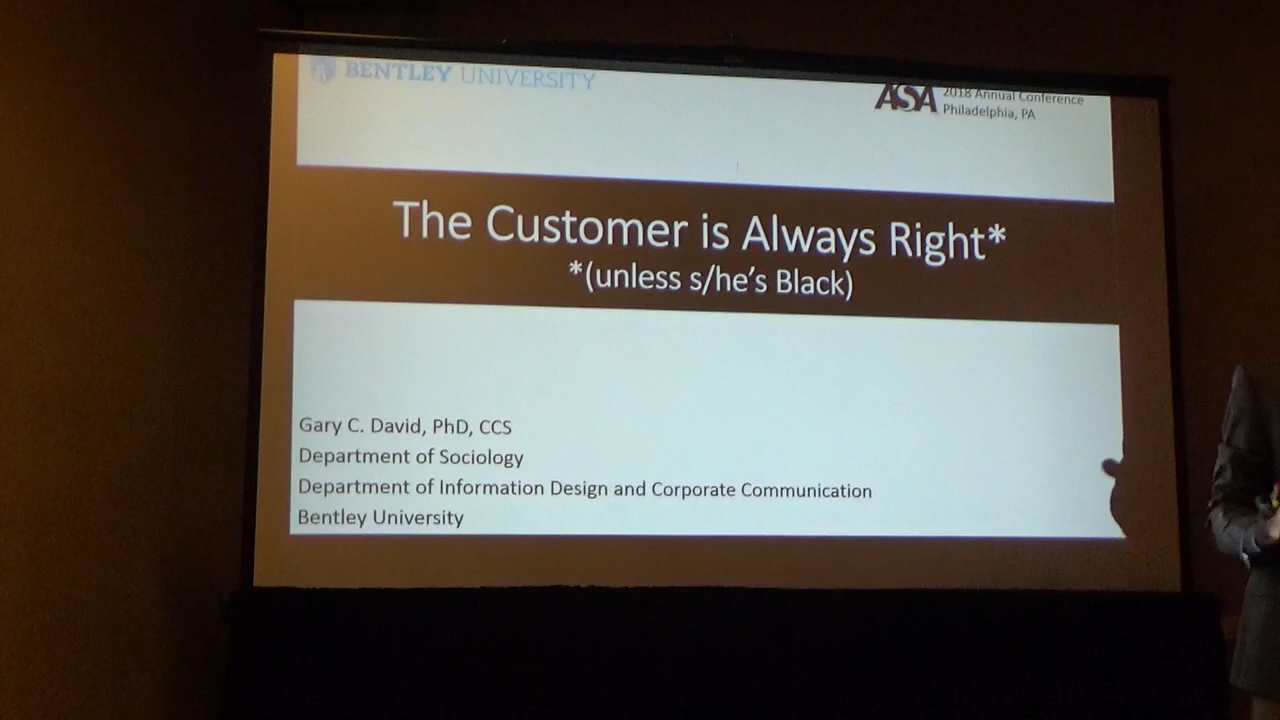 BENTLEY UNIVERSITY
ASA
2018 Annual Conference
Philadelphia, PA
The Customer is Always Right*
*(unless s/he's Black)
Gary C. David, PhD, CCS
Department of Sociology
Department of Information Design and Corporate Communication
Bentley University